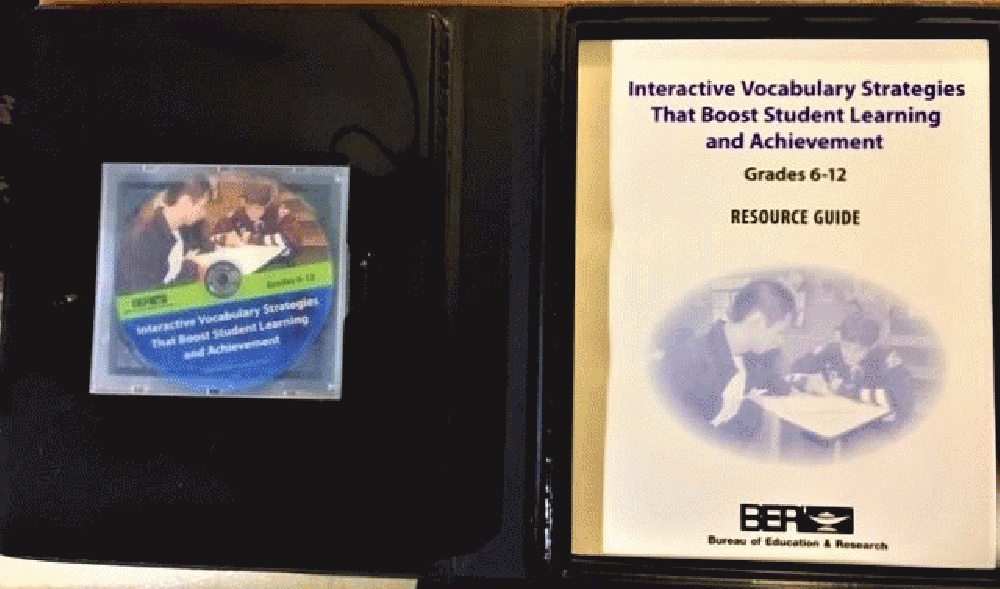 Grades 6-12
Interactive Vocabulary Strategies
That Boost Student Learning
and Achievement
Interactive Vocabulary Strategies
That Boost Student Learning
and Achievement
Grades 6-12
RESOURCE GUIDE
BER
Bureau of Education & Research